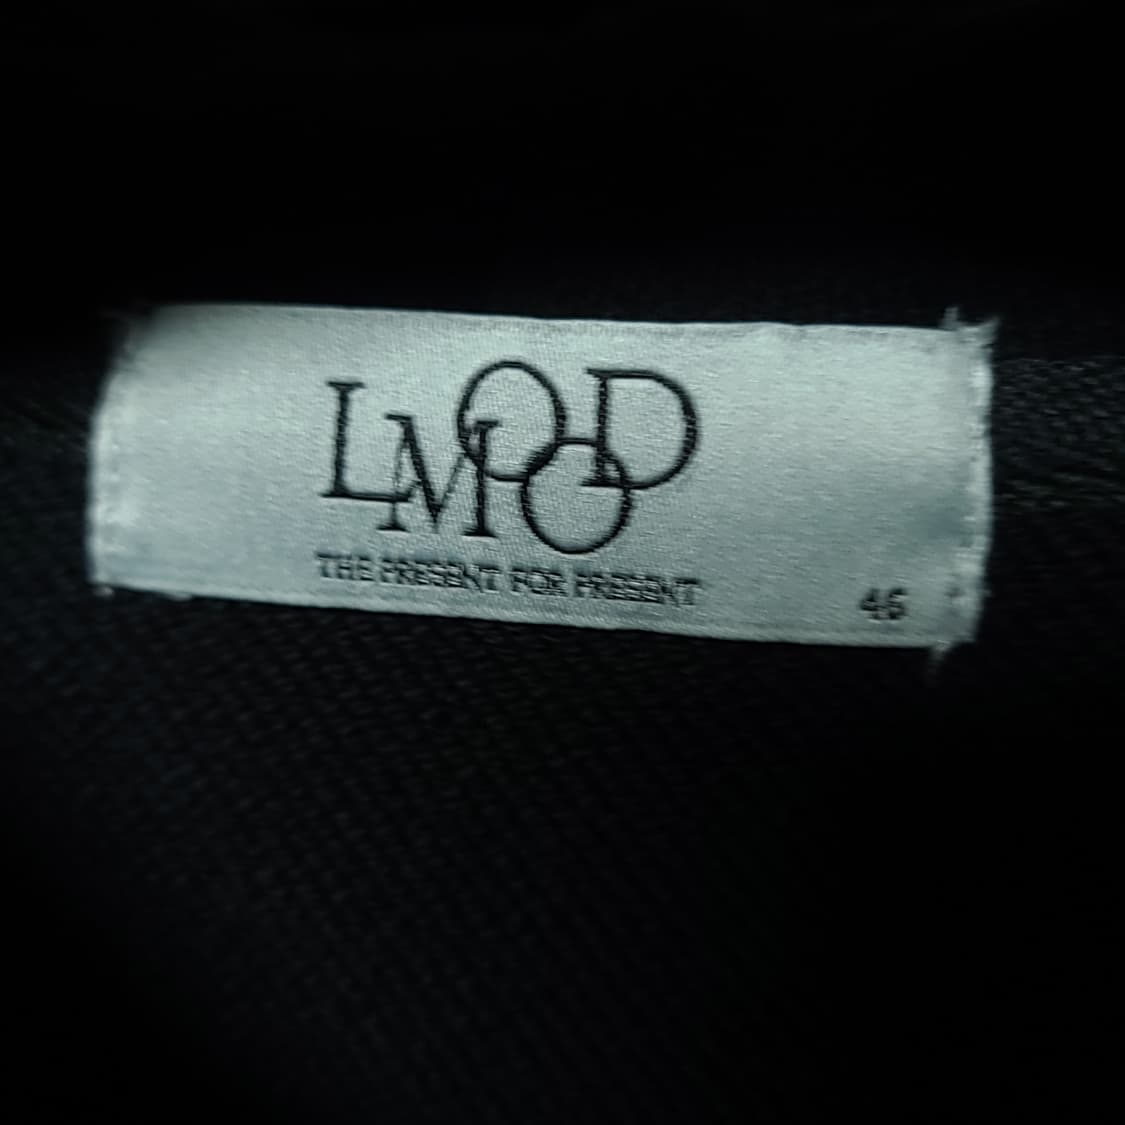 LMOOD
THE PRESENT FOR PRESENT
46